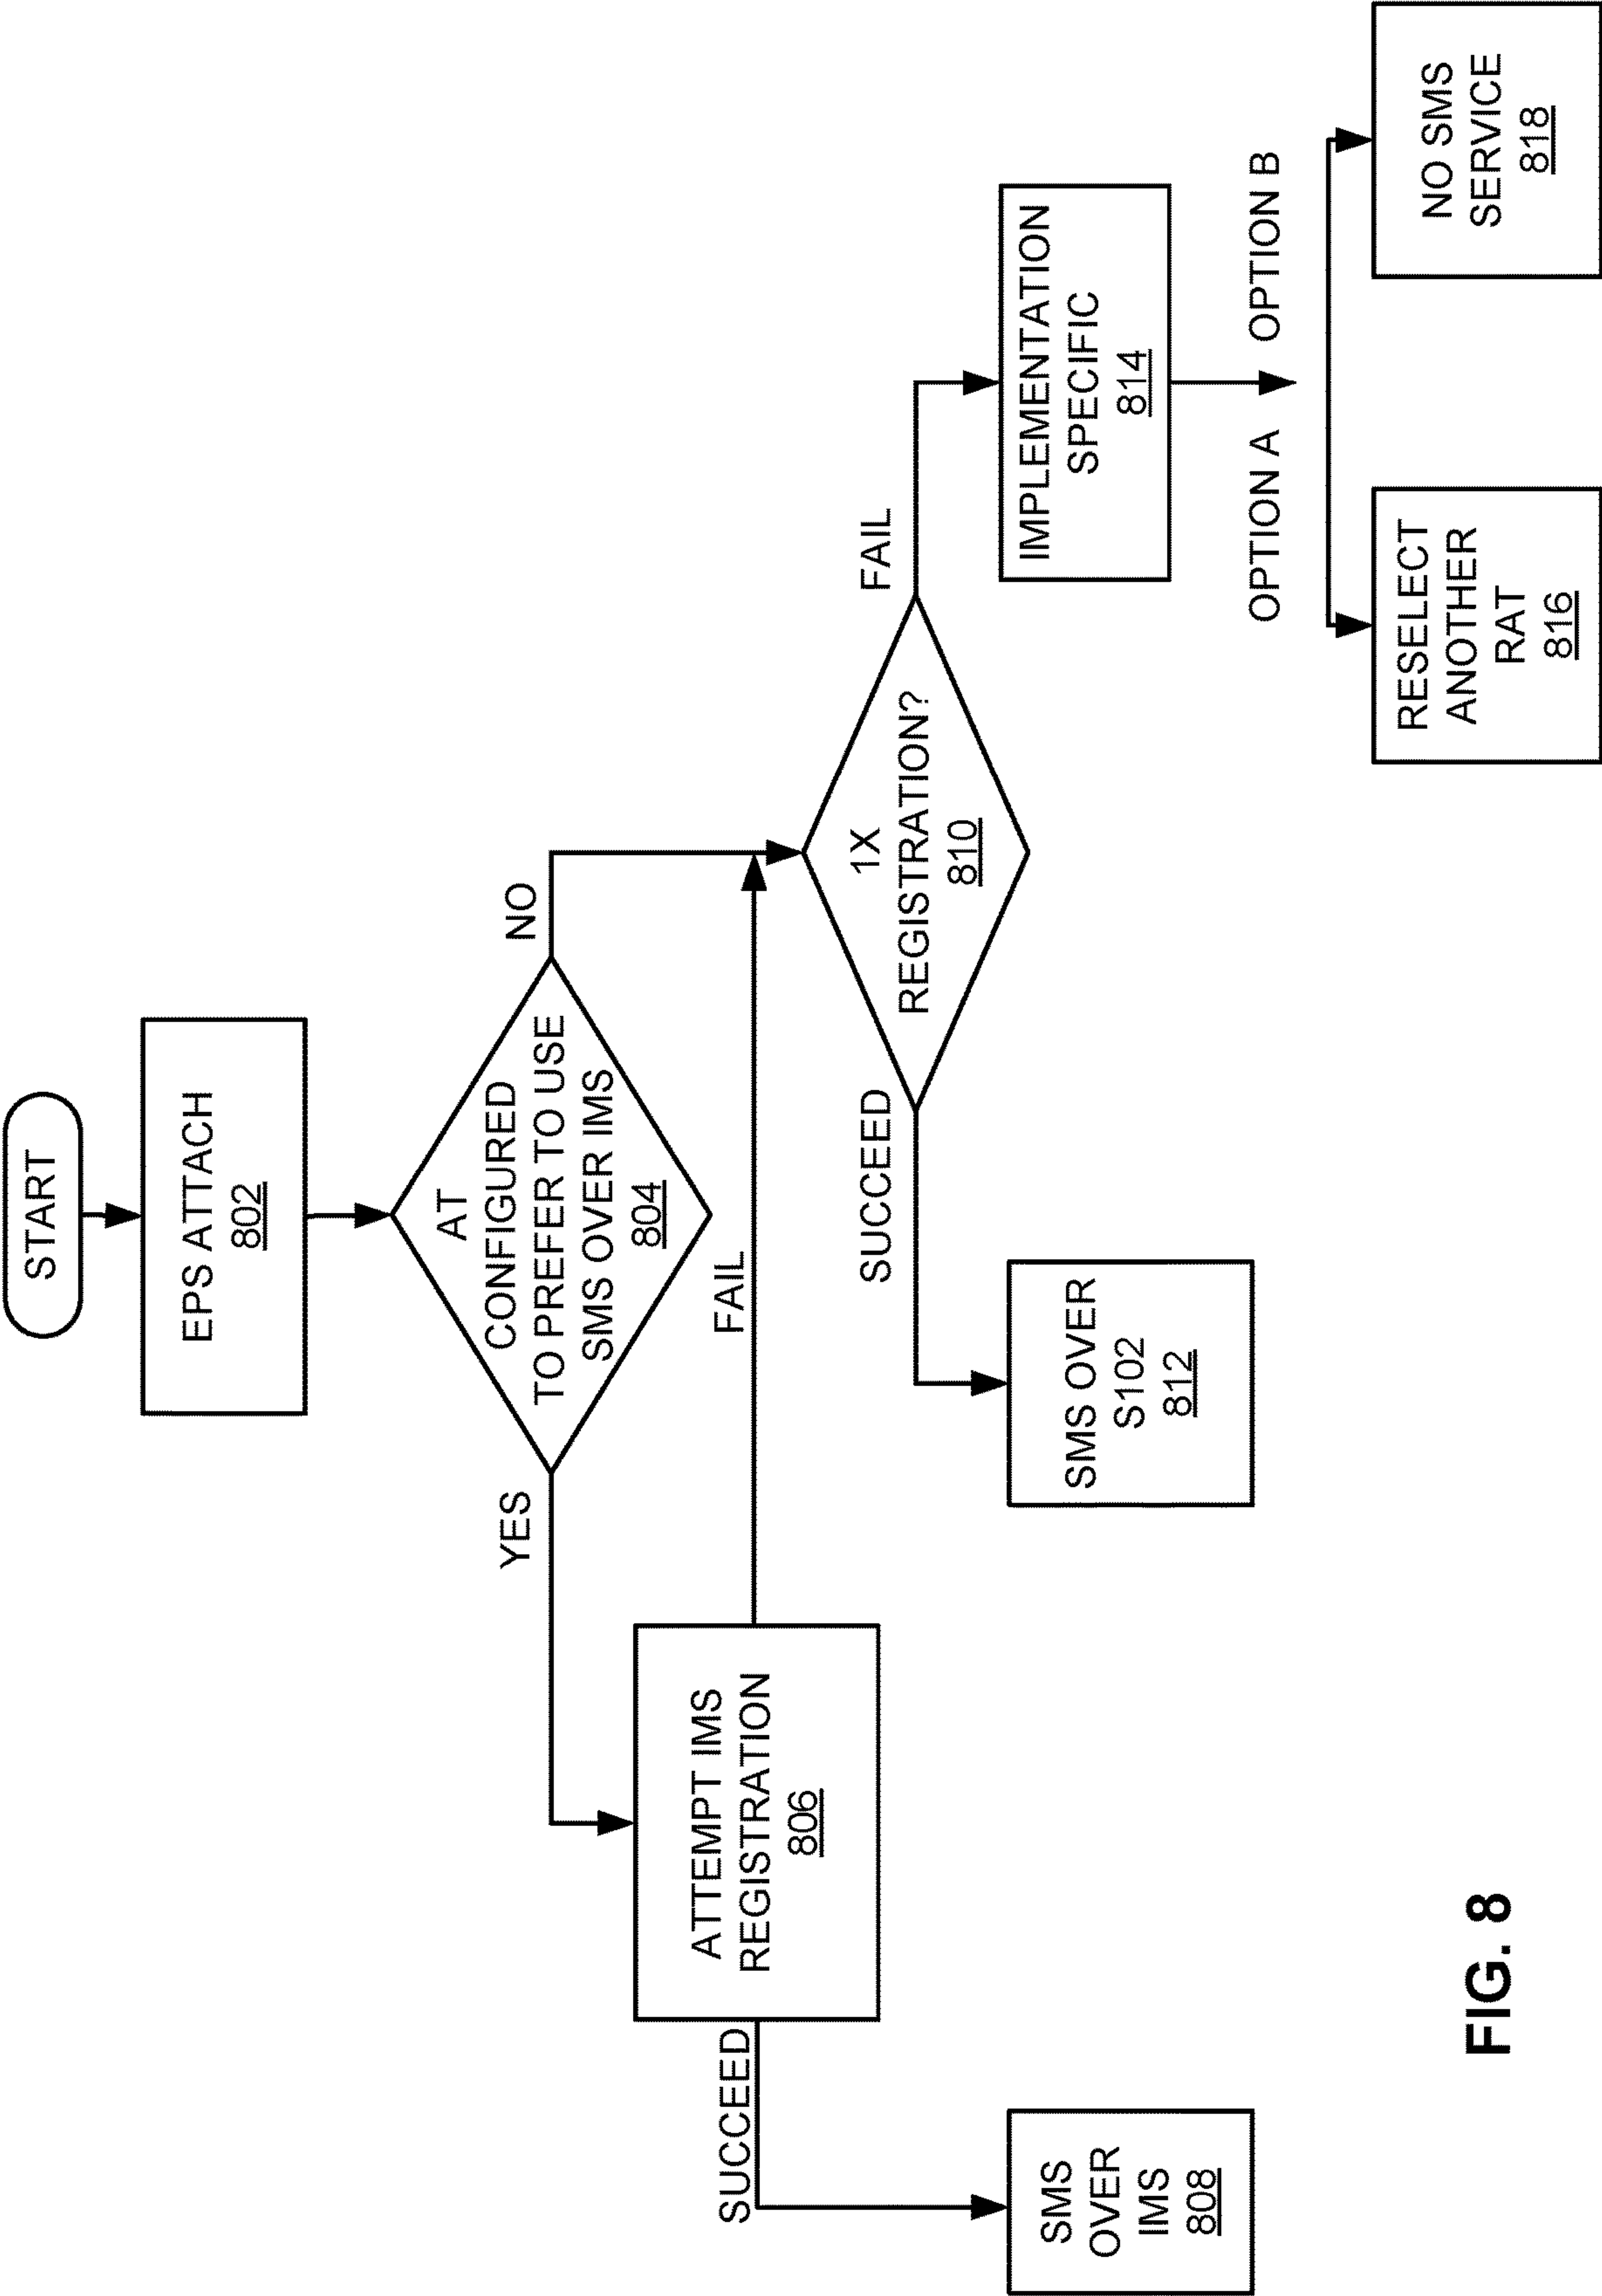 START
EPS ATTACH
802
AT
CONFIGURED
TO PREFER TO USE
SMS OVER IMS
804
YES
NO
ATTEMPT IMS
REGISTRATION
806
FAIL
SUCCEED
SMS
OVER
IMS
808
1X
REGISTRATION?
810
SUCCEED
FAIL
SMS OVER
S102
812
IMPLEMENTATION
SPECIFIC
814
OPTION A
OPTION B
RESELECT
ANOTHER
RAT
816
NO SMS
SERVICE
818
FIG. 8